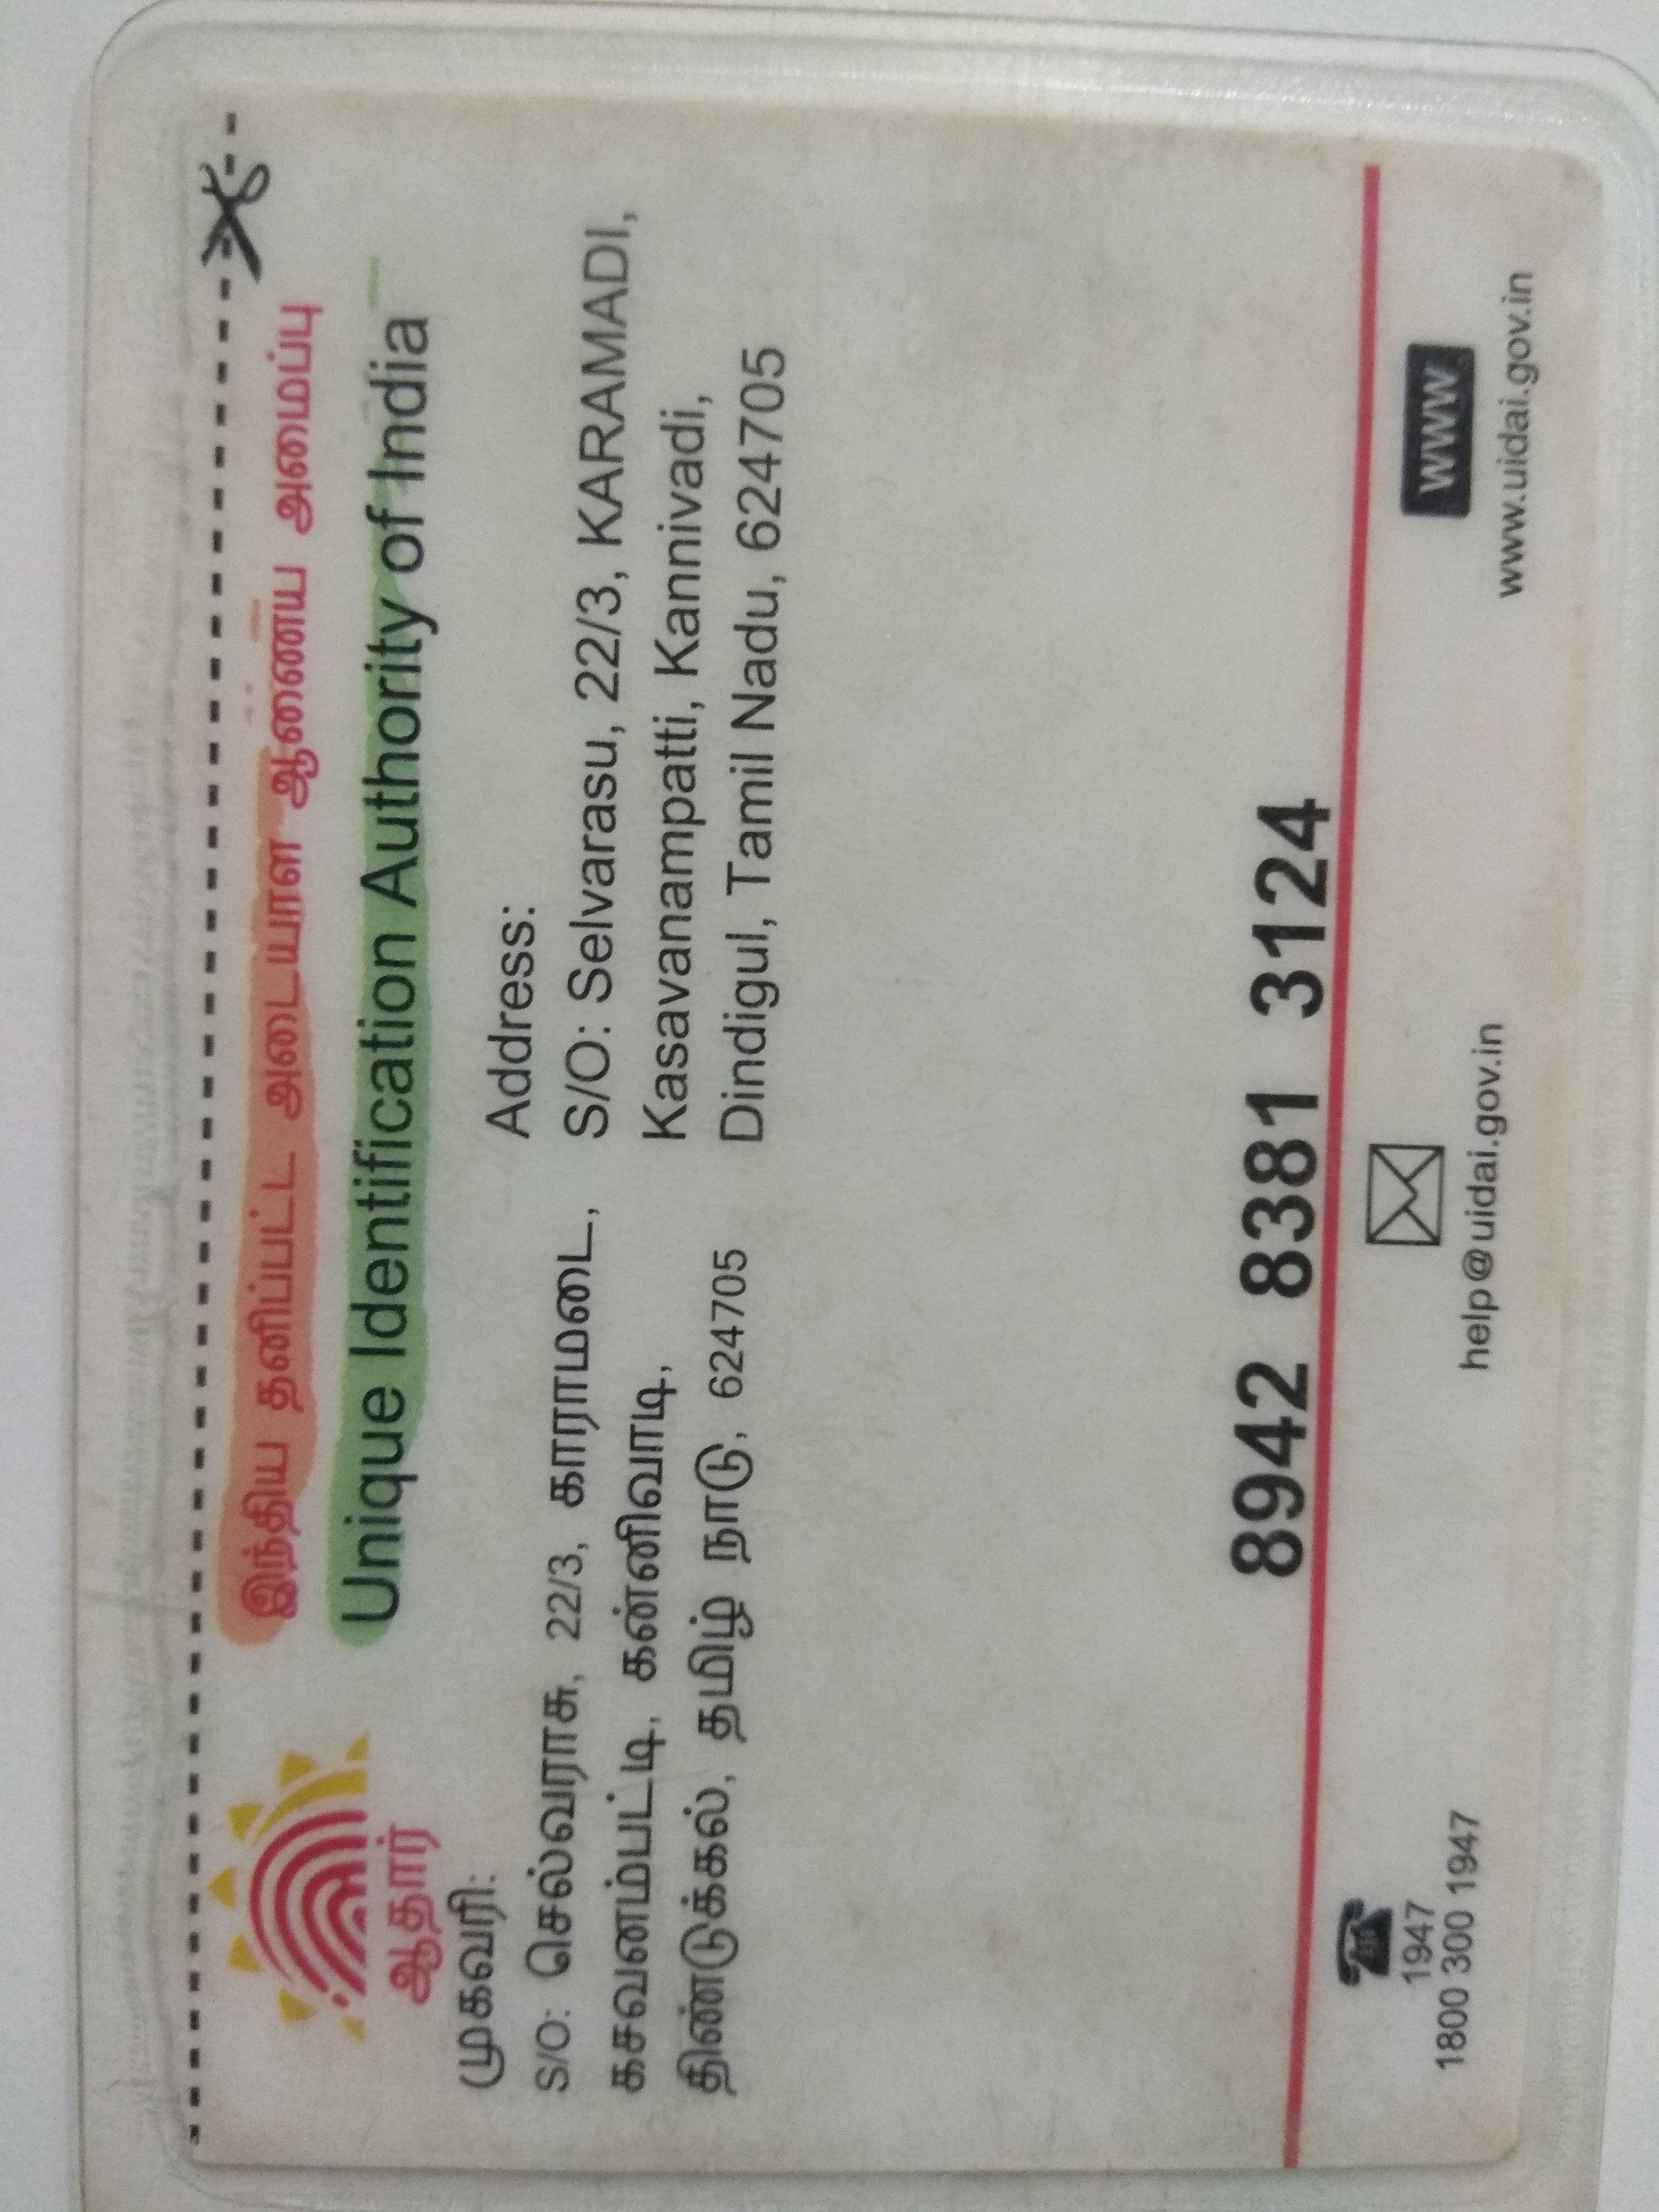 இந்திய தனிப்பட்ட அடையாள ஆணைய அமைப்பு
Unique Identification Authority of India
ஆதார்
முகவரி:
S/O: செல்வராசு, 22/3, காராமடை,
கசவனம்பட்டி, கன்னிவாடி,
திண்டுக்கல், தமிழ் நாடு, 624705
Address:
S/O: Selvarasu, 22/3, KARAMADI,
Kasavanampatti, Kannivadi,
Dindigul, Tamil Nadu, 624705
8942 8381 3124
1947
1800 300 1947
help@uidai.gov.in
www
www.uidai.gov.in